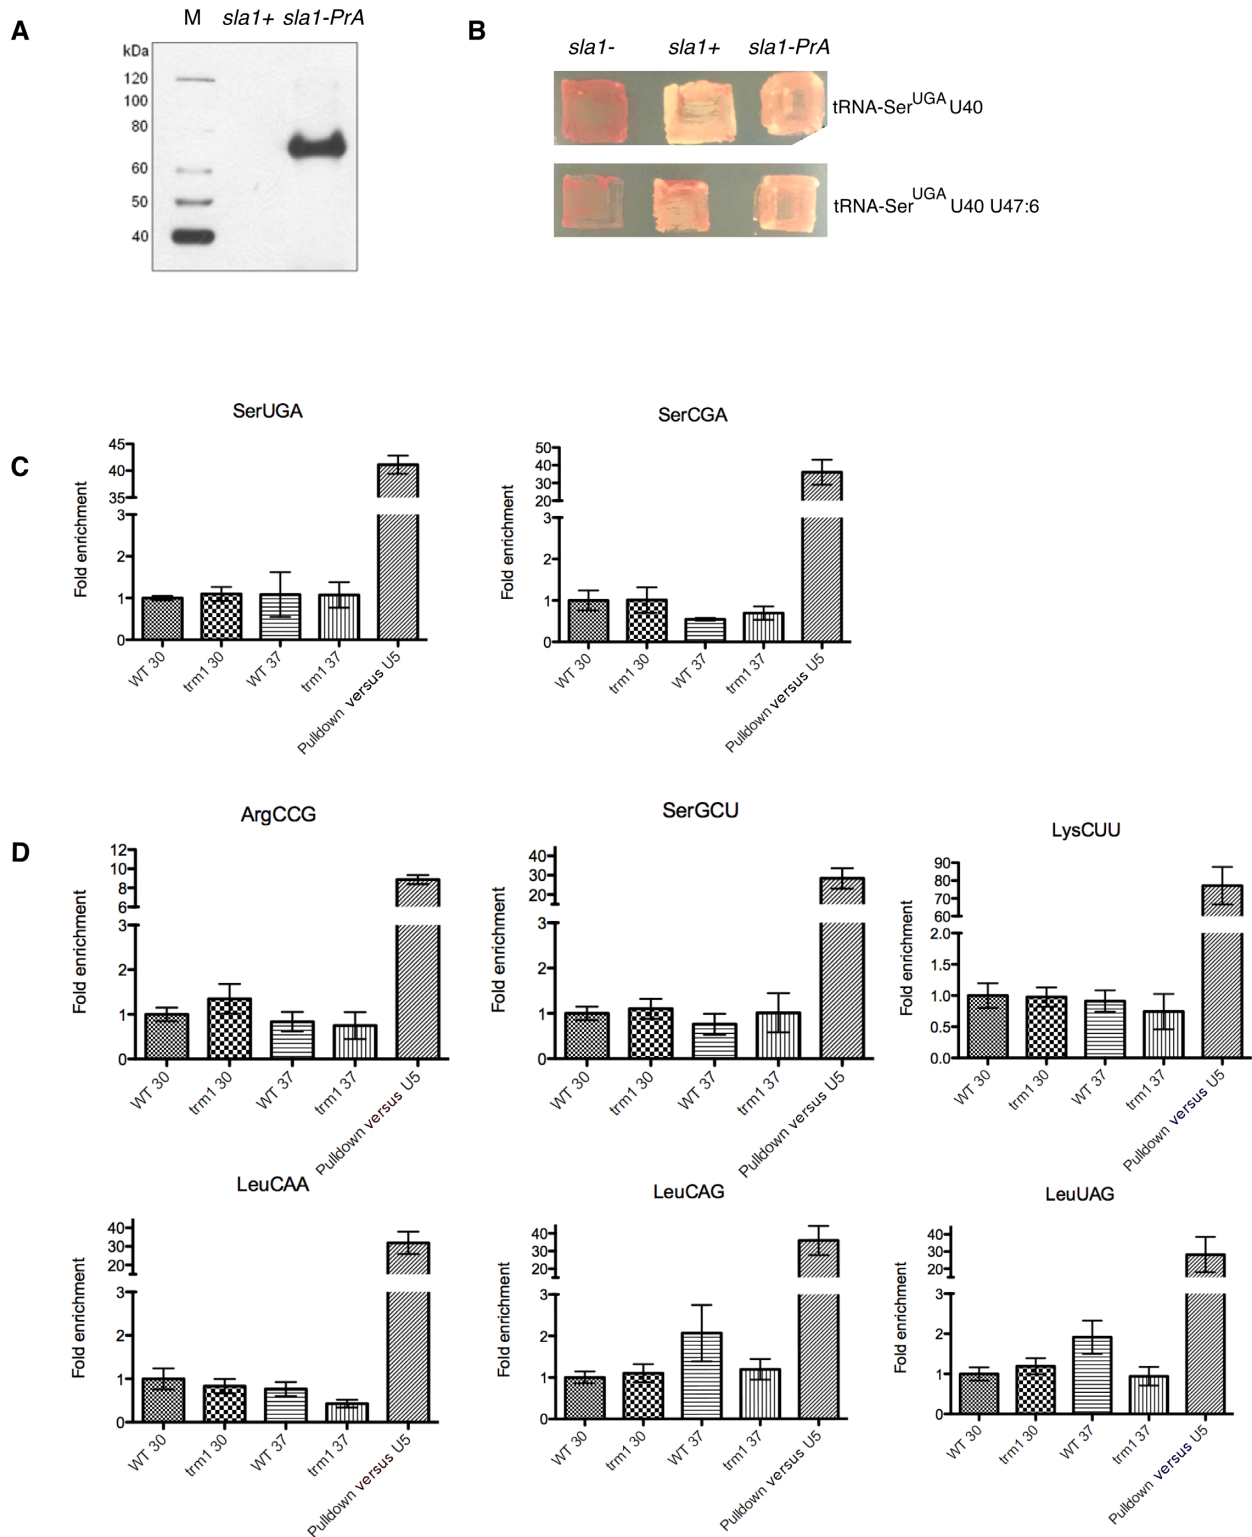 A
M sla1+ sla1-PrA
kDa
120
100
80
60
50
40
B
sla1- sla1+ sla1-PrA
tRNA-Ser UGA U40
tRNA-Ser UGA U40 U47:6
C
SerUGA
Fold enrichment
45
40
35
3
2
1
0
WT 30
trm1 30
WT 37
trm1 37
Pulldown versus U5
SerCGA
Fold enrichment
50
40
30
20
3
2
1
0
WT 30
trm1 30
WT 37
trm1 37
Pulldown versus U5
D
ArgCCG
Fold enrichment
12
10
8
6
3
2
1
0
WT 30
trm1 30
WT 37
trm1 37
Pulldown versus U5
SerGCU
Fold enrichment
40
30
20
3
2
1
0
WT 30
trm1 30
WT 37
trm1 37
Pulldown versus U5
LysCUU
Fold enrichment
90
80
70
60
2.0
1.5
1.0
0.5
0.0
WT 30
trm1 30
WT 37
trm1 37
Pulldown versus U5
LeuCAA
Fold enrichment
40
30
20
3
2
1
0
WT 30
trm1 30
WT 37
trm1 37
Pulldown versus U5
LeuCAG
Fold enrichment
40
30
20
3
2
1
0
WT 30
trm1 30
WT 37
trm1 37
Pulldown versus U5
LeuUAG
Fold enrichment
40
30
20
3
2
1
0
WT 30
trm1 30
WT 37
trm1 37
Pulldown versus U5